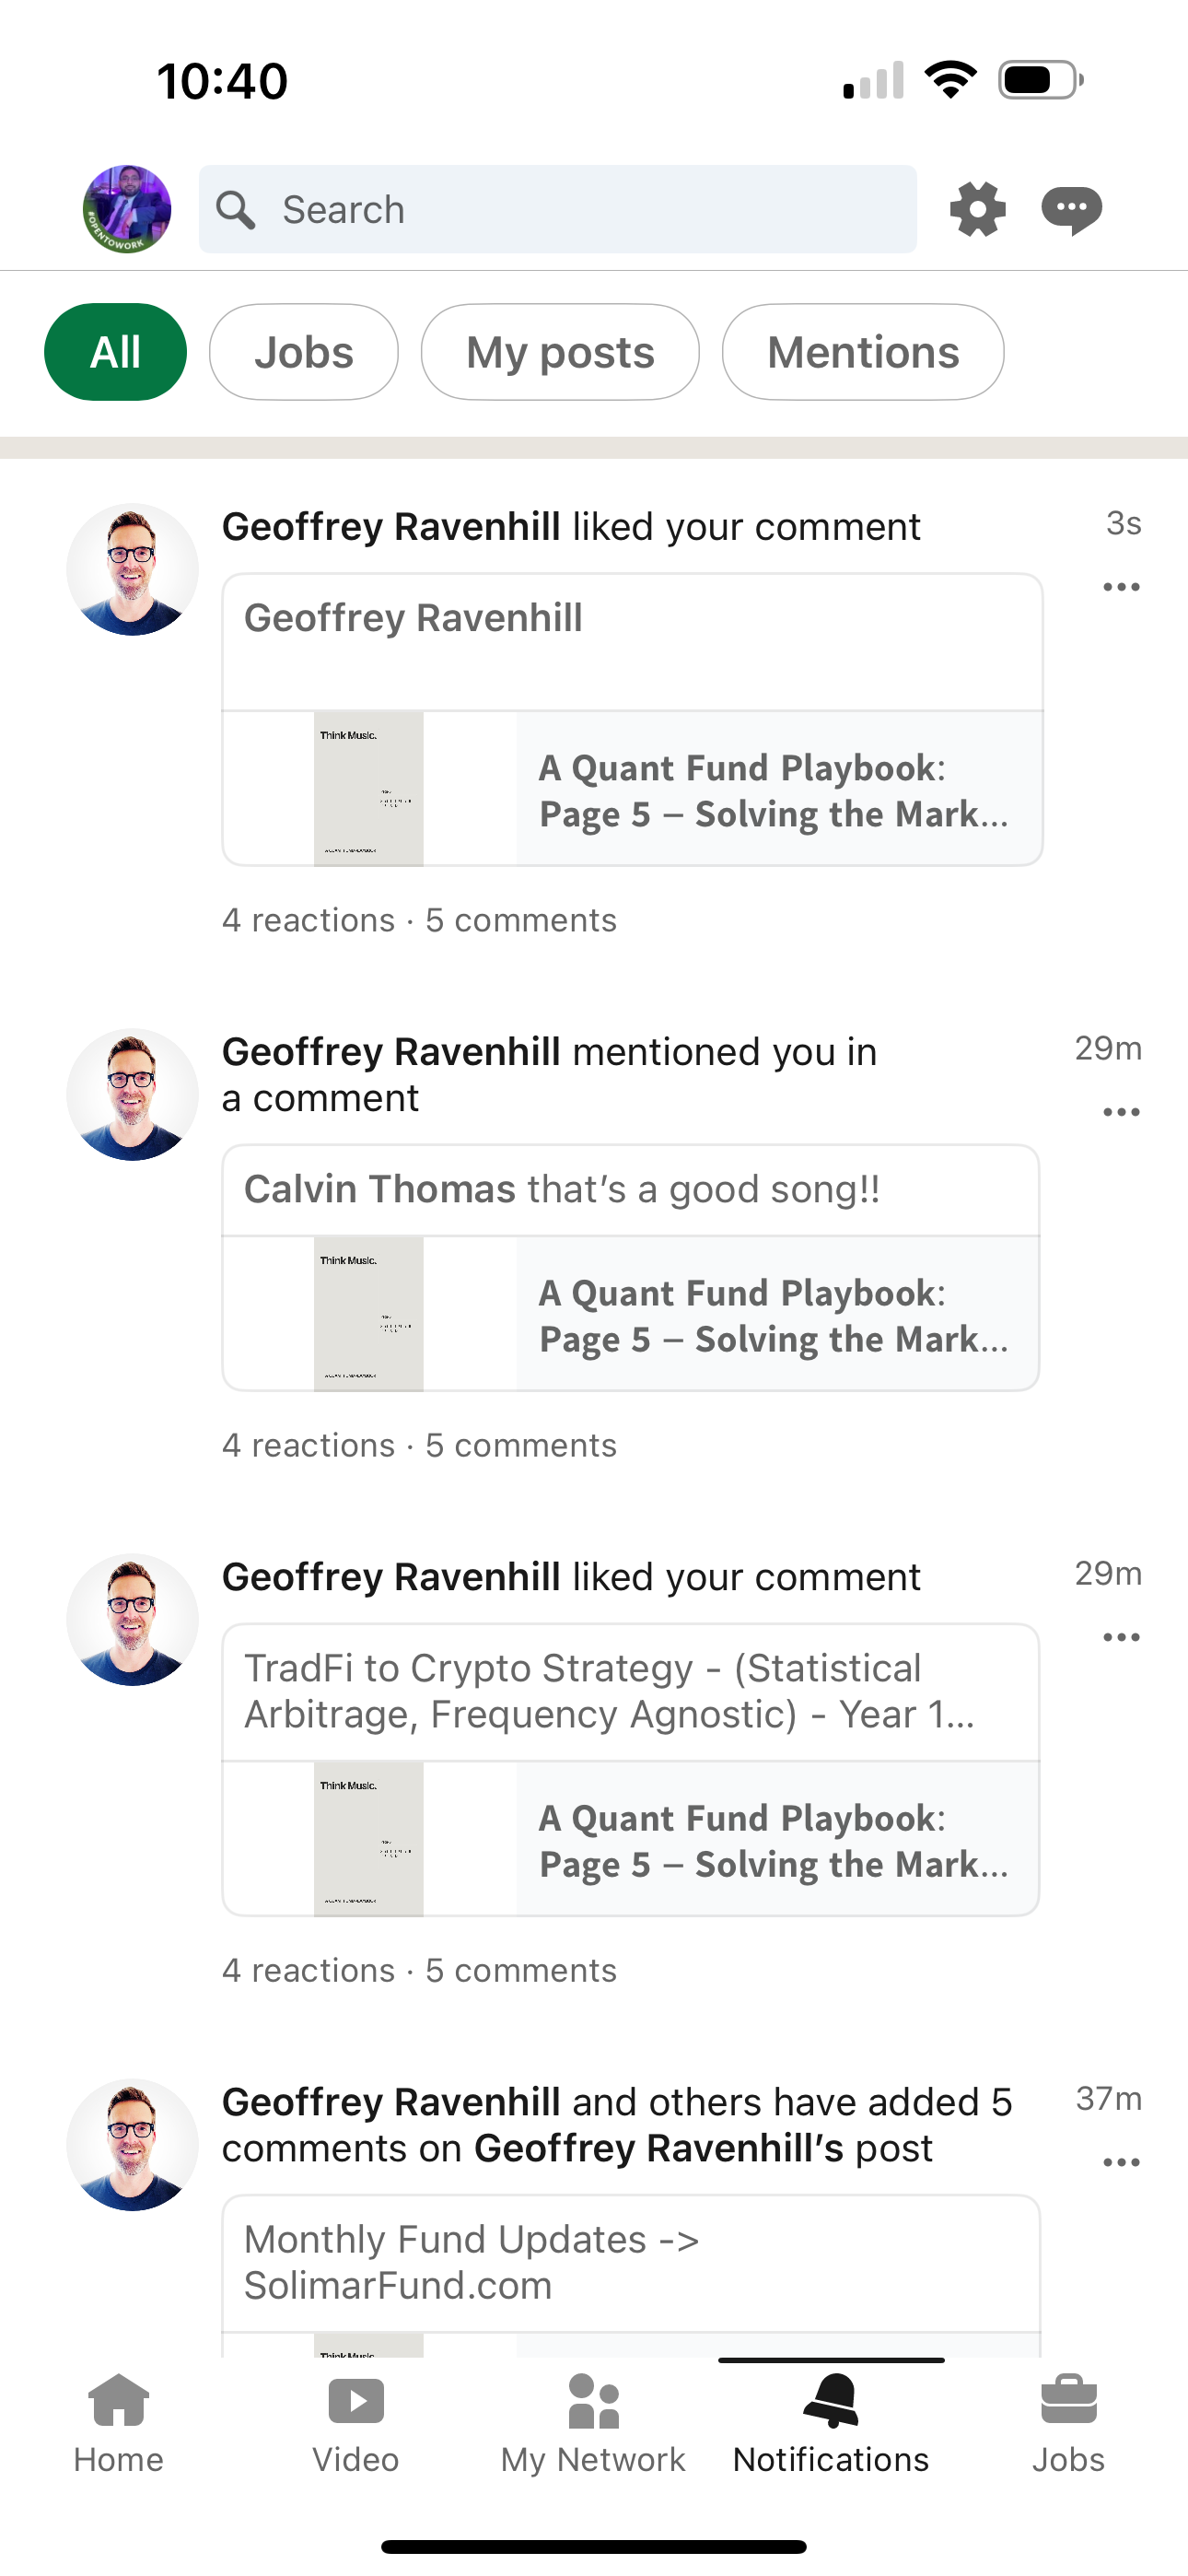 10:40
#OPENTOWORK
Search
All
Jobs
My posts
Mentions
Geoffrey Ravenhill liked your comment
3s
Geoffrey Ravenhill
Think Music.
A Quant Fund Playbook:
Page 5 – Solving the Mark...
4 reactions · 5 comments
Geoffrey Ravenhill mentioned you in
a comment
29m
Calvin Thomas that’s a good song!!
Think Music.
A Quant Fund Playbook:
Page 5 – Solving the Mark...
4 reactions · 5 comments
Geoffrey Ravenhill liked your comment
29m
TradFi to Crypto Strategy - (Statistical
Arbitrage, Frequency Agnostic) - Year 1...
Think Music.
A Quant Fund Playbook:
Page 5 – Solving the Mark...
4 reactions · 5 comments
Geoffrey Ravenhill and others have added 5
comments on Geoffrey Ravenhill’s post
37m
Monthly Fund Updates ->
SolimarFund.com
Think Music.
Home
Video
My Network
Notifications
Jobs